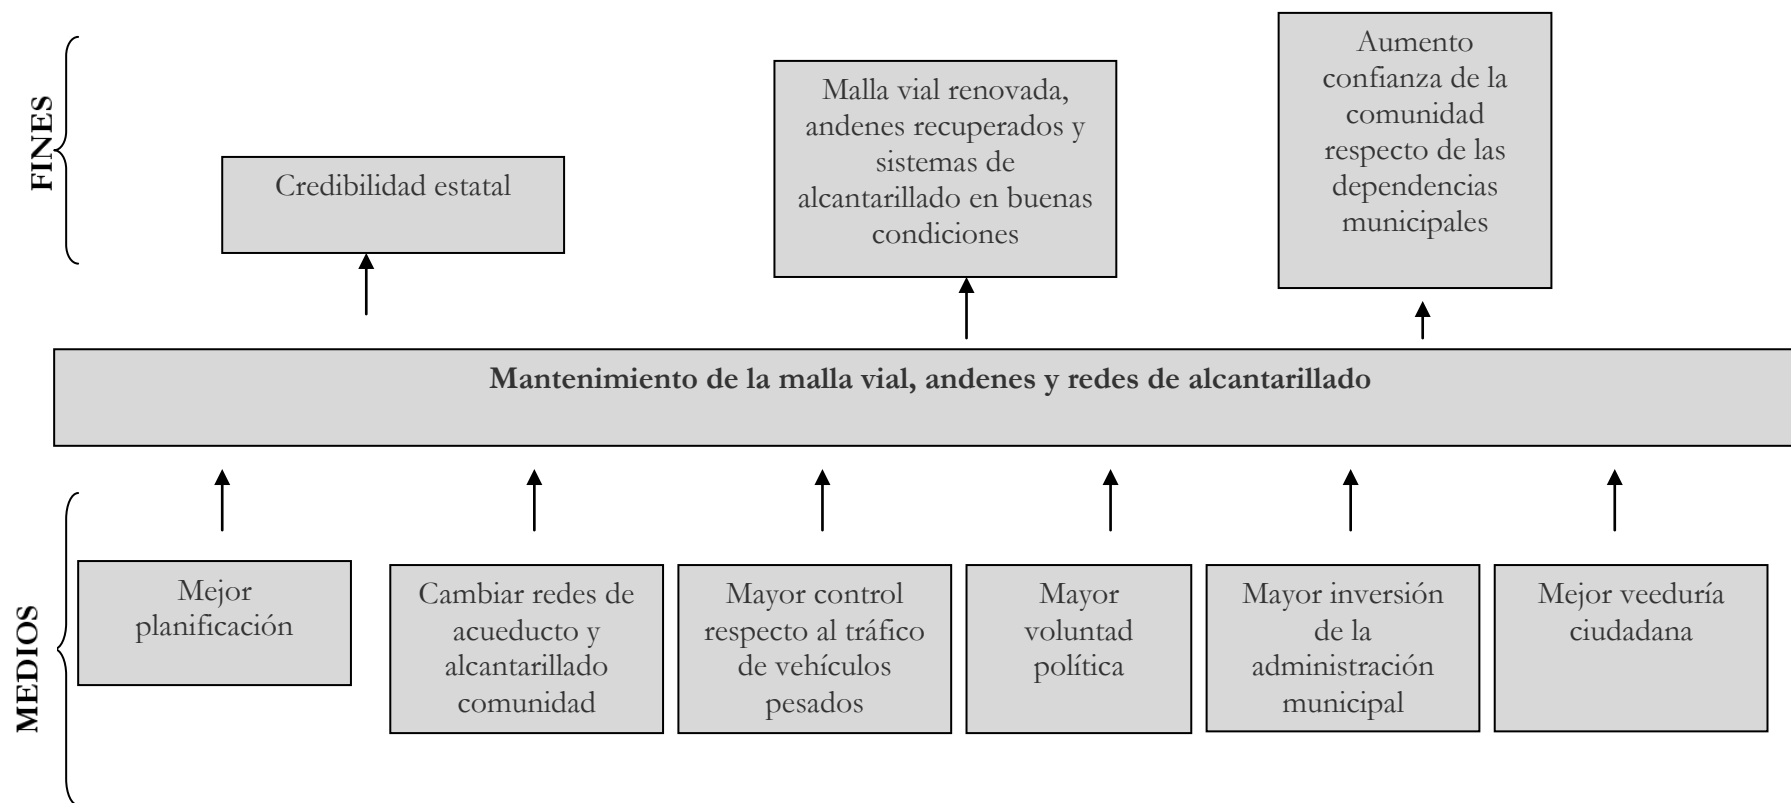 FINES
Credibilidad estatal
Malla vial renovada,
andenes recuperados y
sistemas de
alcantarillado en buenas
condiciones
Aumento
confianza de la
comunidad
respecto de las
dependencias
municipales
Mantenimiento de la malla vial, andenes y redes de alcantarillado
MEDIOS
Mejor
planificación
Cambiar redes de
acueducto y
alcantarillado
comunidad
Mayor control
respecto al tráfico
de vehículos
pesados
Mayor
voluntad
política
Mayor inversión
de la
administración
municipal
Mejor veeduría
ciudadana